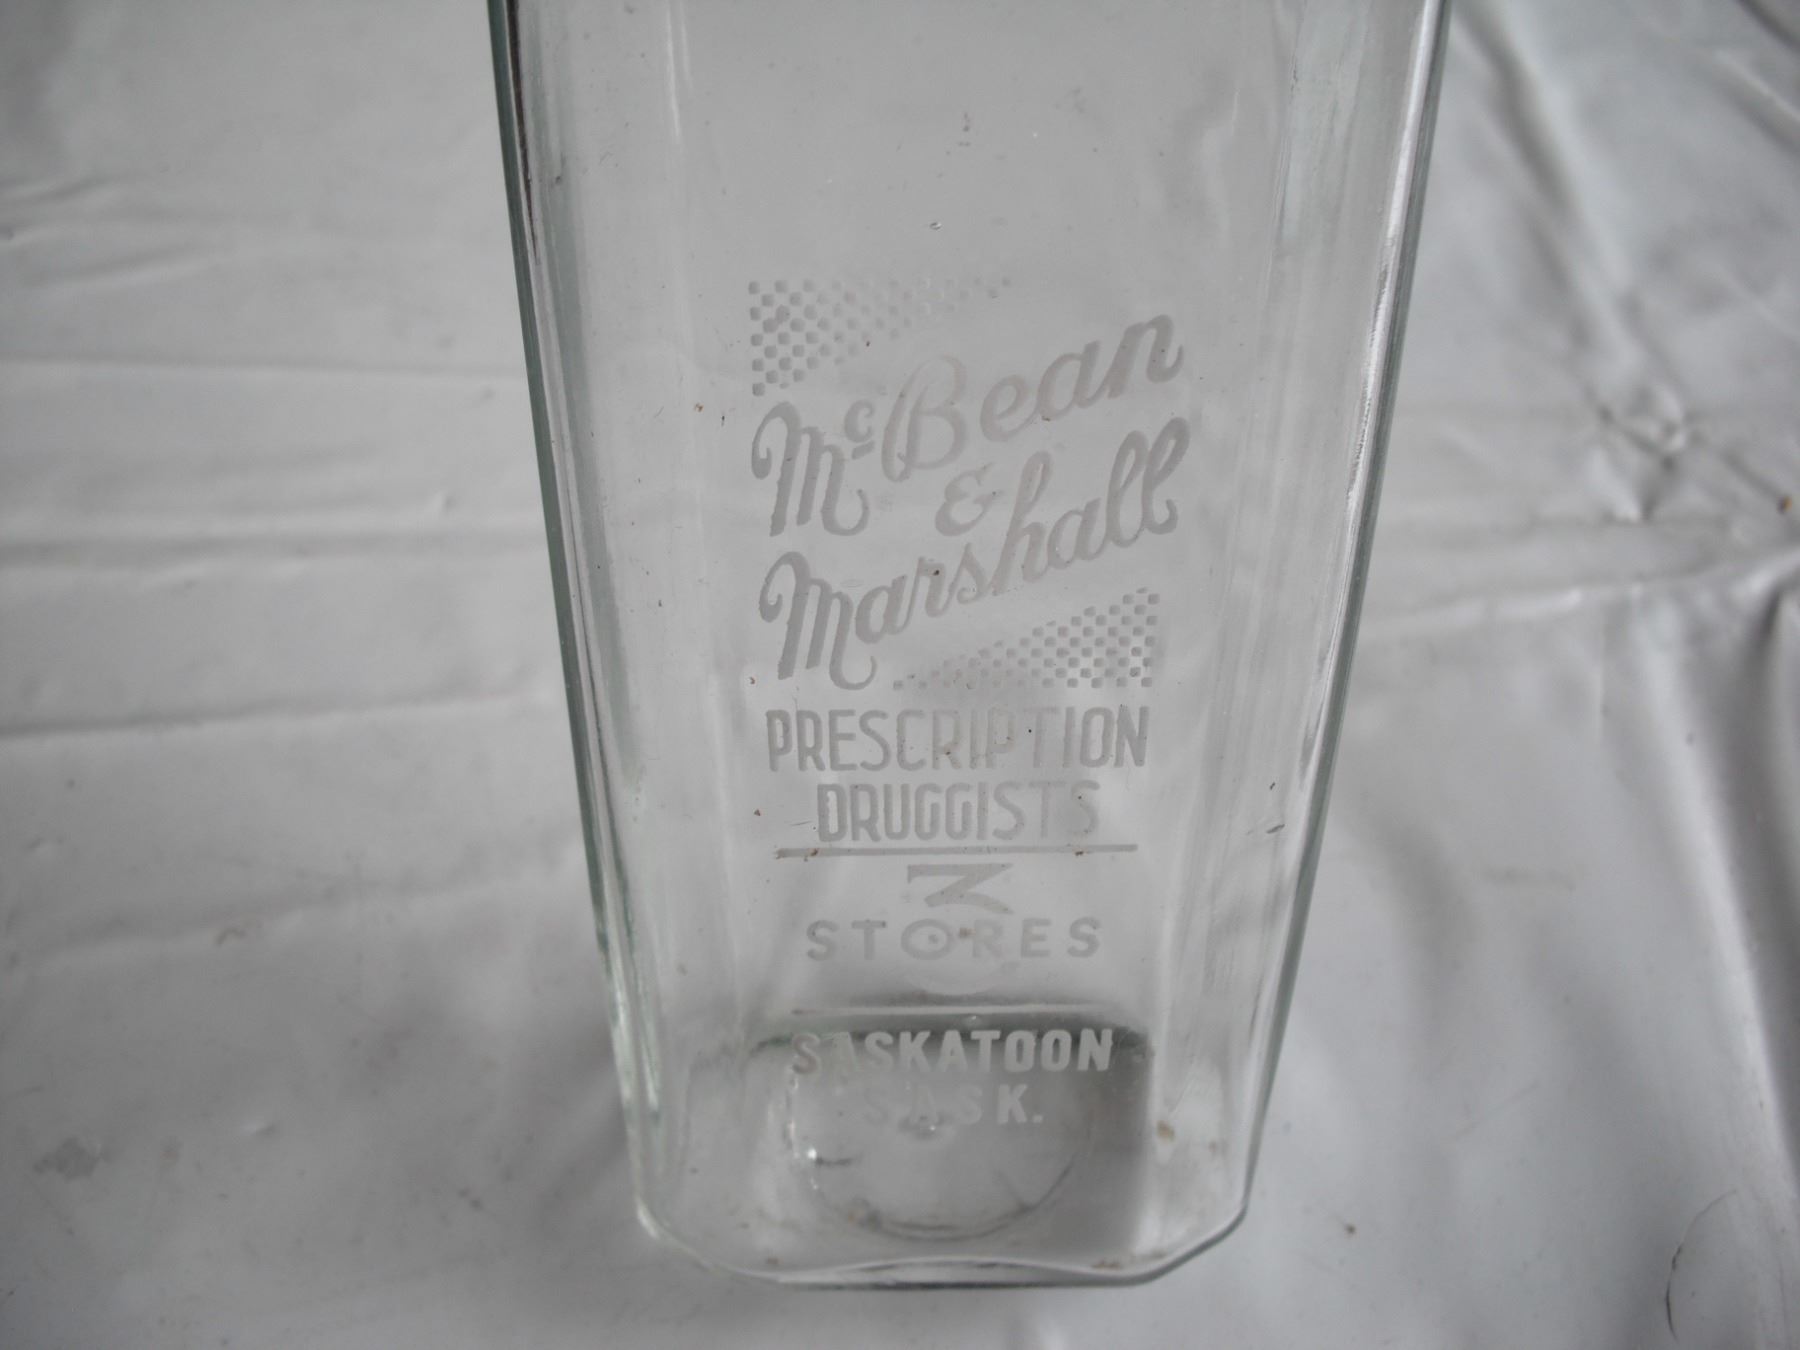 McBean
&
Marshall
PRESCRIPTION
DRUGGISTS
3
STORES
SASKATOON
SASK.